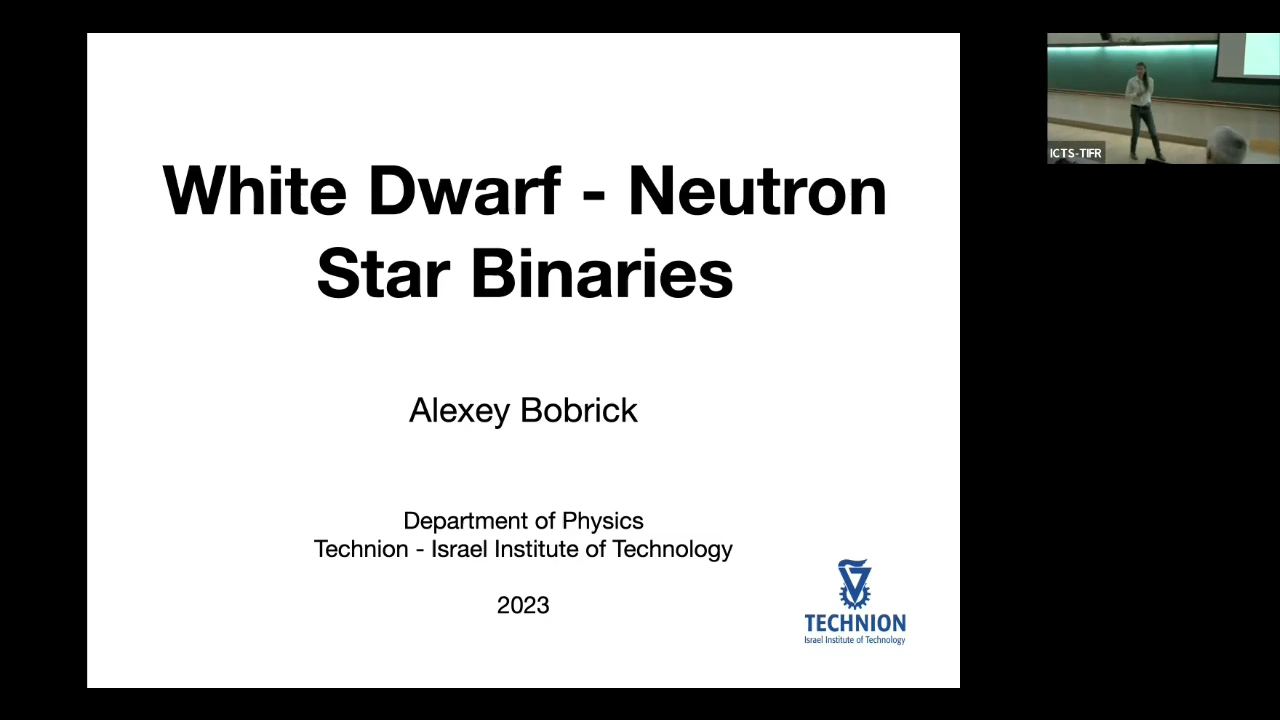 White Dwarf - Neutron
Star Binaries
Alexey Bobrick
Department of Physics
Technion - Israel Institute of Technology
2023
TECHNION
Israel Institute of Technology
ICTS-TIFR